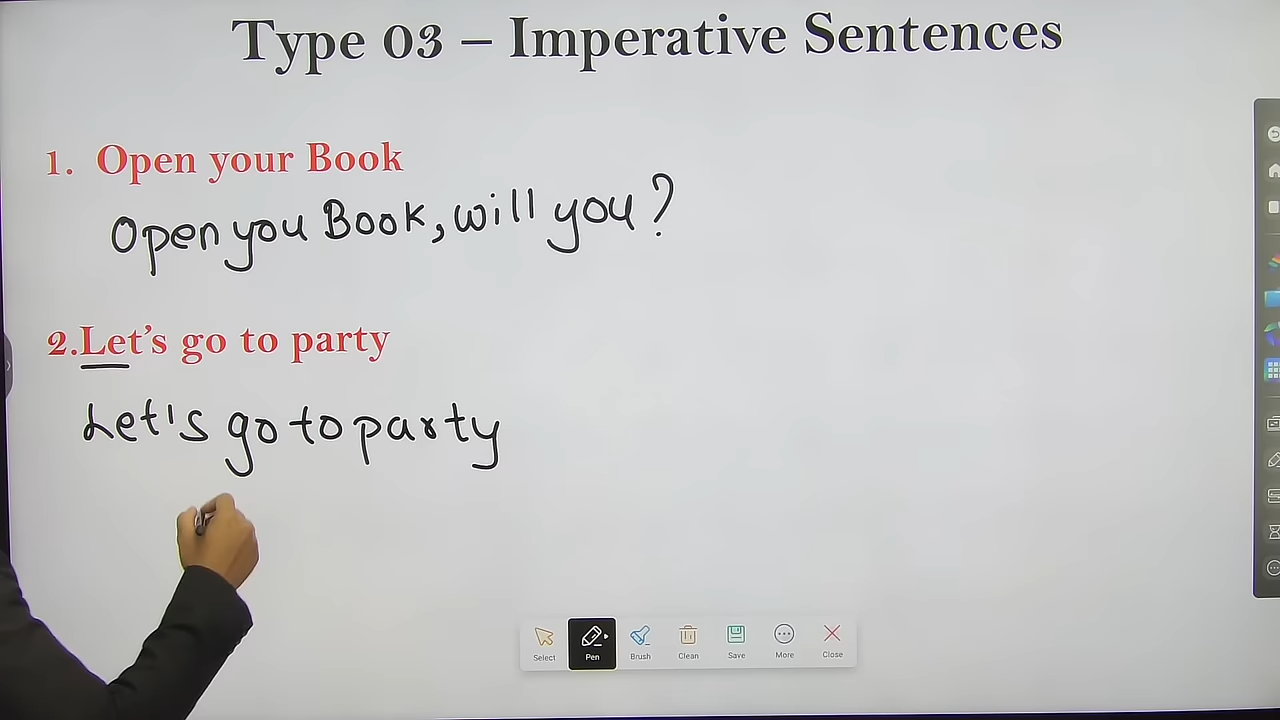 Type 03 – Imperative Sentences
1. Open your Book
Open you Book, will you?
2.Let's go to party
Let's go to party
Select
Pen
Brush
Clean
Save
More
Close